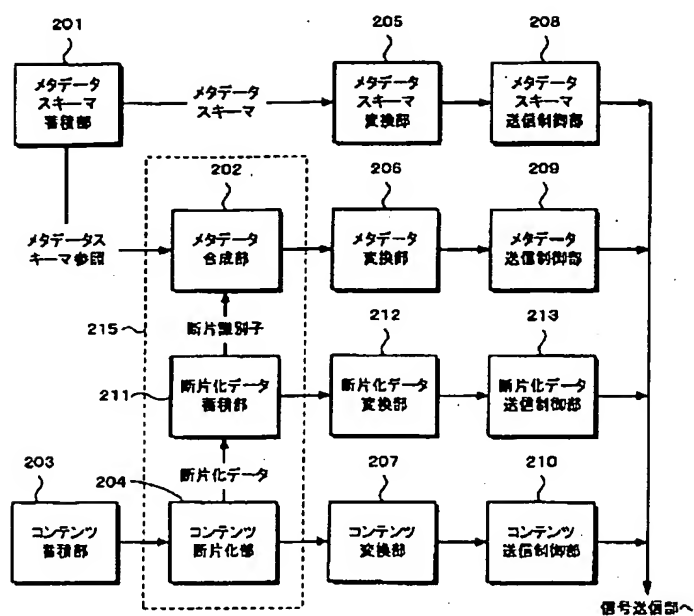 201
205
208
メタデータ
スキーマ
蓄積部
メタデータ
スキーマ
メタデータ
スキーマ
変換部
メタデータ
スキーマ
送信制御部
202
206
209
メタデータス
キーマ参照
メタデータ
合成部
メタデータ
変換部
メタデータ
送信制御部
215
断片識別子
212
213
211
断片化データ
蓄積部
断片化データ
変換部
断片化データ
送信制御部
203
204
断片化データ
207
210
コンテンツ
蓄積部
コンテンツ
断片化部
コンテンツ
変換部
コンテンツ
送信制御部
信号送信部へ